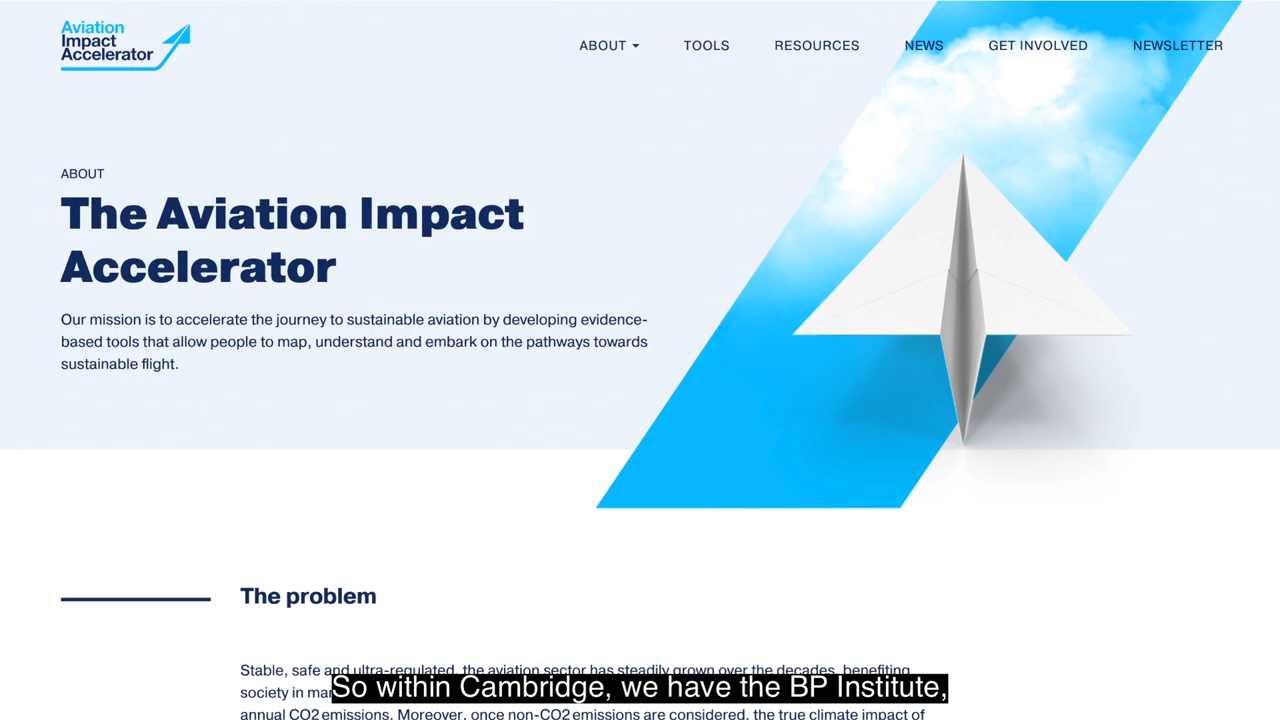 Aviation
Impact
Accelerator
ABOUT
TOOLS
RESOURCES
NEWS
GET INVOLVED
NEWSLETTER
ABOUT
The Aviation Impact
Accelerator
Our mission is to accelerate the journey to sustainable aviation by developing evidence-
based tools that allow people to map, understand and embark on the pathways towards
sustainable flight.
The problem
Stable, safe and ultra-regulated, the aviation sector has steadily grown over the decades, benefiting
society in
So within Cambridge, we have the BP Institute,
annual CO2 emissions. Moreover, once non-CO2 emissions are considered, the true climate impact of